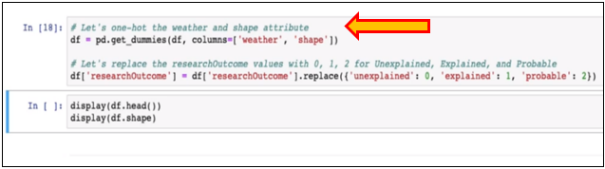 In [18]: # Let's one-hot the weather and shape attribute
df = pd.get_dummies(df, columns=['weather', 'shape'])
# Let's replace the researchOutcome values with 0, 1, 2 for Unexplained, Explained, and Probable
df['researchOutcome'] = df['researchOutcome'].replace({'unexplained': 0, 'explained': 1, 'probable': 2})
In [ ]: display(df.head())
display(df.shape)